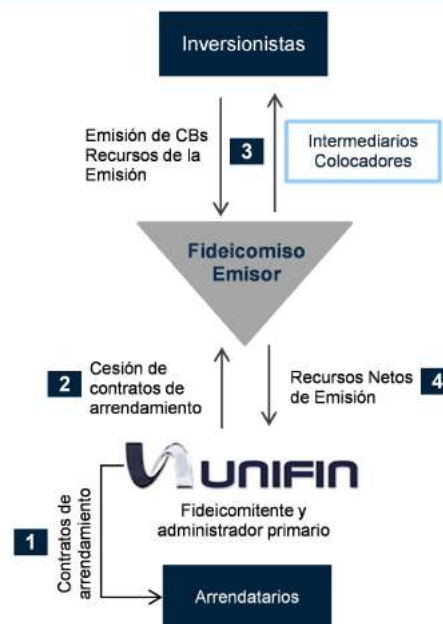 Inversionistas
Emisión de CBs
Recursos de la
Emisión
3
Intermediarios
Colocadores
Fideicomiso
Emisor
2
Cesión de
contratos de
arrendamiento
Recursos Netos
de Emisión
4
UNIFIN
Fideicomitente y
administrador primario
1
Contratos de
arrendamiento
Arrendatarios